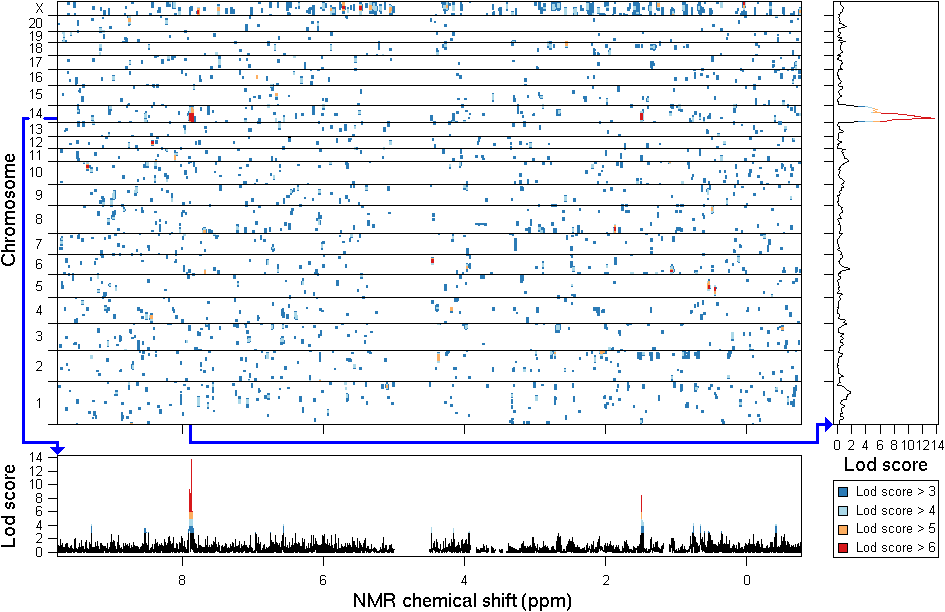 X
20
19
18
17
16
15
14
13
12
11
10
9
8
7
6
5
4
3
2
1
Chromosome
0 2 4 6 8 10 12 14
Lod score
Lod score > 3
Lod score > 4
Lod score > 5
Lod score > 6
14
12
10
8
6
4
2
0
Lod score
8 6 4 2 0
NMR chemical shift (ppm)